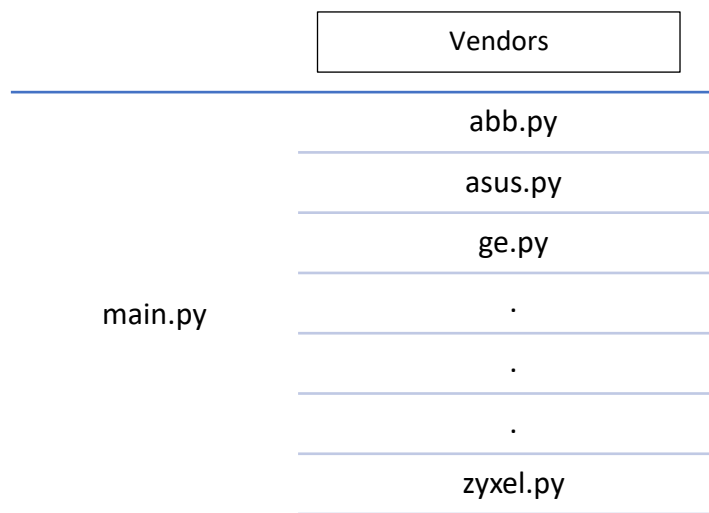 Vendors
abb.py
asus.py
ge.py
main.py
.
.
.
zyxel.py